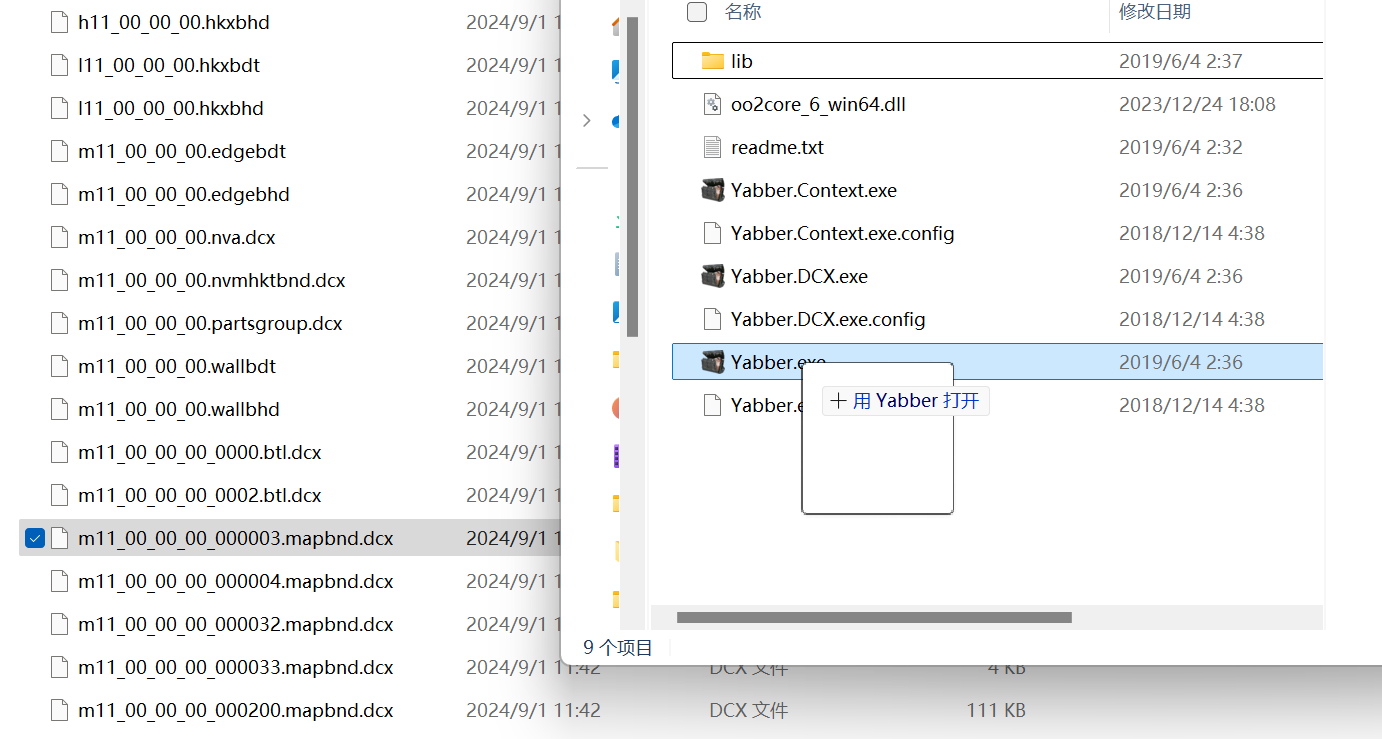 h11_00_00_00.hkxbhd 2024/9/1 1
l11_00_00_00.hkxbdt 2024/9/1 1
l11_00_00_00.hkxbhd 2024/9/1 1
m11_00_00_00.edgebdt 2024/9/1 1
m11_00_00_00.edgebhd 2024/9/1 1
m11_00_00_00.nva.dcx 2024/9/1 1
m11_00_00_00.nvmhktbnd.dcx 2024/9/1 1
m11_00_00_00.partsgroup.dcx 2024/9/1 1
m11_00_00_00.wallbdt 2024/9/1 1
m11_00_00_00.wallbhd 2024/9/1 1
m11_00_00_00_0000.btl.dcx 2024/9/1 1
m11_00_00_00_0002.btl.dcx 2024/9/1 1
m11_00_00_00_000003.mapbnd.dcx 2024/9/1 1
m11_00_00_00_000004.mapbnd.dcx 2024/9/1 1
m11_00_00_00_000032.mapbnd.dcx 2024/9/1 1
m11_00_00_00_000033.mapbnd.dcx 2024/9/1 11:42 DCX 文件 4 KB
m11_00_00_00_000200.mapbnd.dcx 2024/9/1 11:42 DCX 文件 111 KB
名称 修改日期
lib 2019/6/4 2:37
oo2core_6_win64.dll 2023/12/24 18:08
readme.txt 2019/6/4 2:32
Yabber.Context.exe 2019/6/4 2:36
Yabber.Context.exe.config 2018/12/14 4:38
Yabber.DCX.exe 2019/6/4 2:36
Yabber.DCX.exe.config 2018/12/14 4:38
Yabber.exe 2019/6/4 2:36
Yabber.e 2018/12/14 4:38
+ 用 Yabber 打开
9 个项目